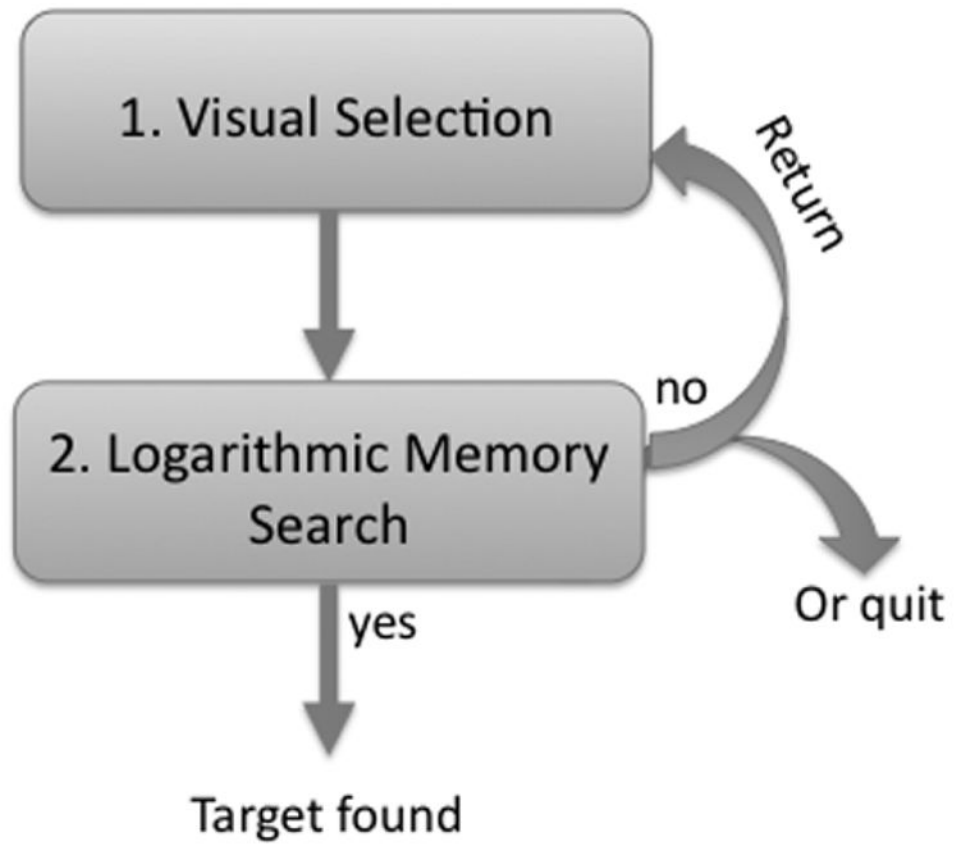 1. Visual Selection
Return
no
2. Logarithmic Memory
Search
Or quit
yes
Target found